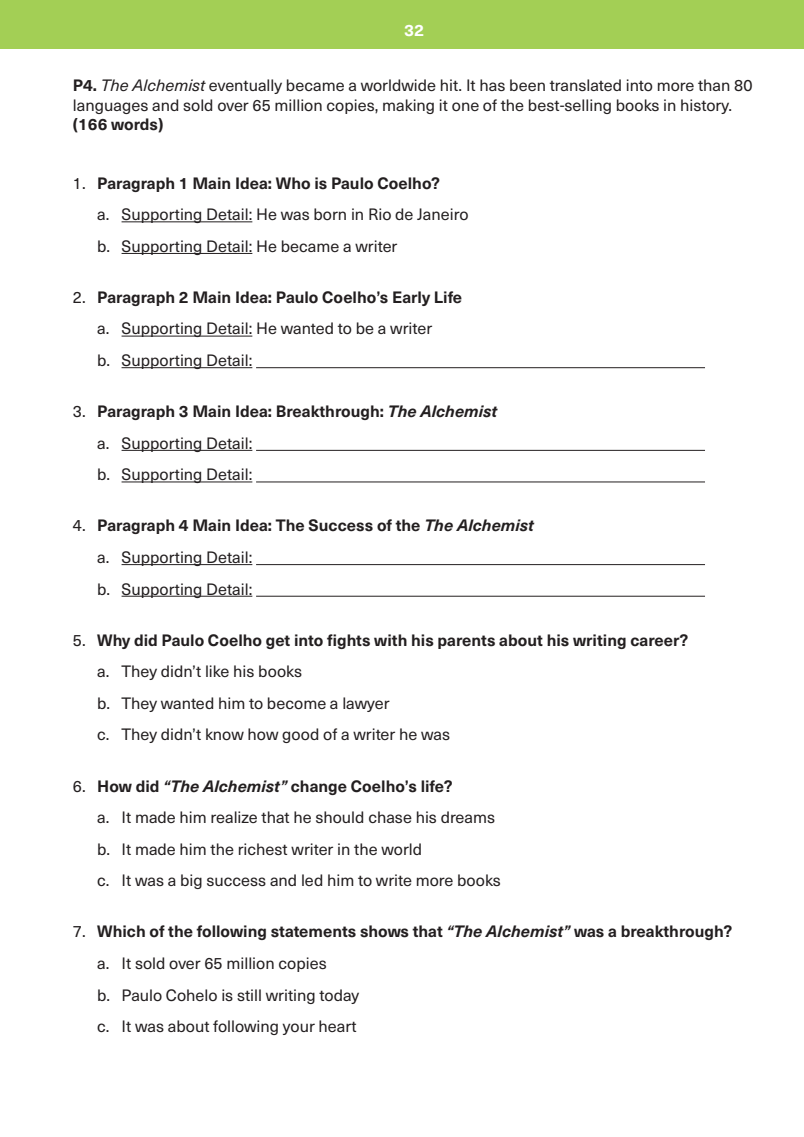 32
P4. The Alchemist eventually became a worldwide hit. It has been translated into more than 80
languages and sold over 65 million copies, making it one of the best-selling books in history.
(166 words)
1. Paragraph 1 Main Idea: Who is Paulo Coelho?
a. Supporting Detail: He was born in Rio de Janeiro
b. Supporting Detail: He became a writer
2. Paragraph 2 Main Idea: Paulo Coelho's Early Life
a. Supporting Detail: He wanted to be a writer
b. Supporting Detail:
3. Paragraph 3 Main Idea: Breakthrough: The Alchemist
a. Supporting Detail:
b. Supporting Detail:
4. Paragraph 4 Main Idea: The Success of the The Alchemist
a. Supporting Detail:
b. Supporting Detail:
5. Why did Paulo Coelho get into fights with his parents about his writing career?
a. They didn't like his books
b. They wanted him to become a lawyer
c. They didn't know how good of a writer he was
6. How did “The Alchemist” change Coelho's life?
a. It made him realize that he should chase his dreams
b. It made him the richest writer in the world
c. It was a big success and led him to write more books
7. Which of the following statements shows that “The Alchemist” was a breakthrough?
a. It sold over 65 million copies
b. Paulo Cohelo is still writing today
c. It was about following your heart